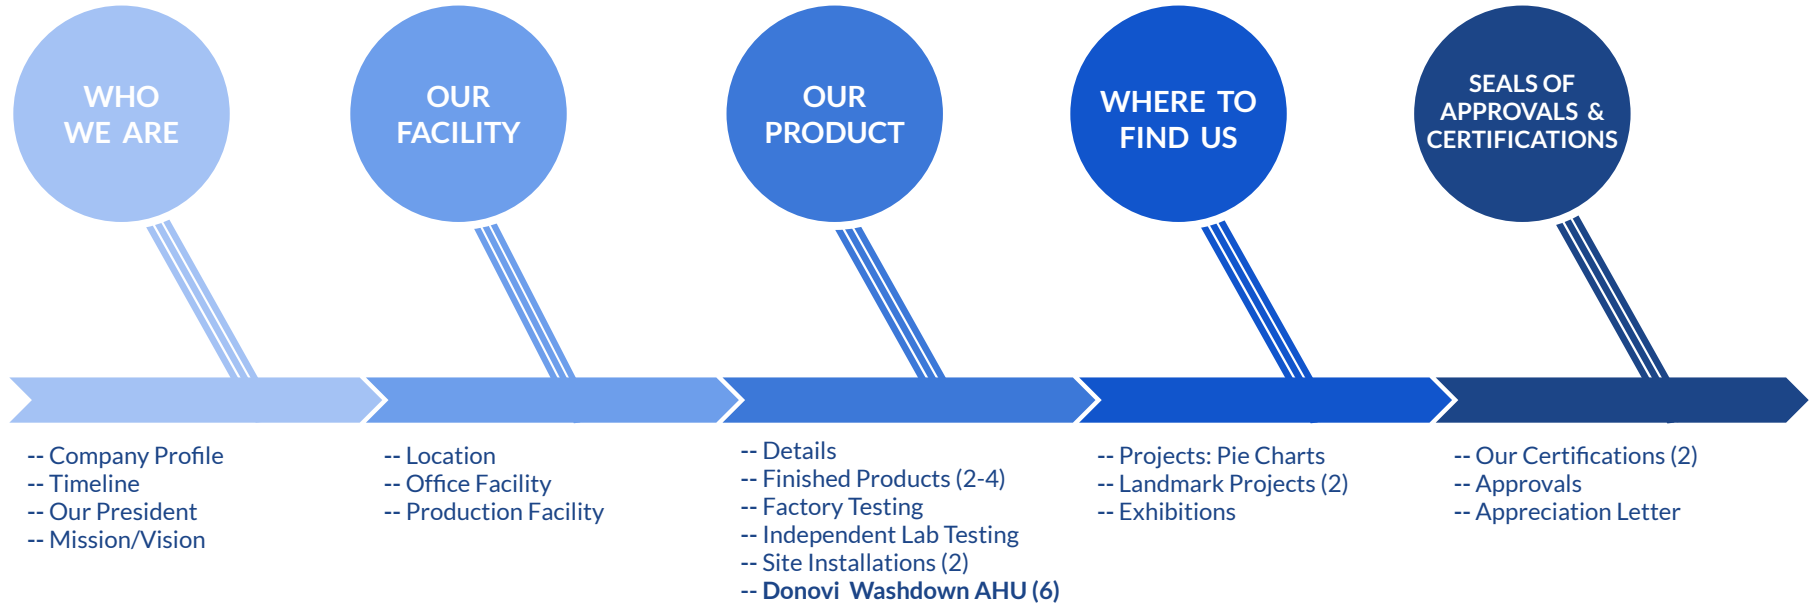 WHO
WE ARE
OUR
FACILITY
OUR
PRODUCT
WHERE TO
FIND US
SEALS OF
APPROVALS &
CERTIFICATIONS
-- Company Profile
-- Timeline
-- Our President
-- Mission/Vision
-- Location
-- Office Facility
-- Production Facility
-- Details
-- Finished Products (2-4)
-- Factory Testing
-- Independent Lab Testing
-- Site Installations (2)
-- Donovi Washdown AHU (6)
-- Projects: Pie Charts
-- Landmark Projects (2)
-- Exhibitions
-- Our Certifications (2)
-- Approvals
-- Appreciation Letter